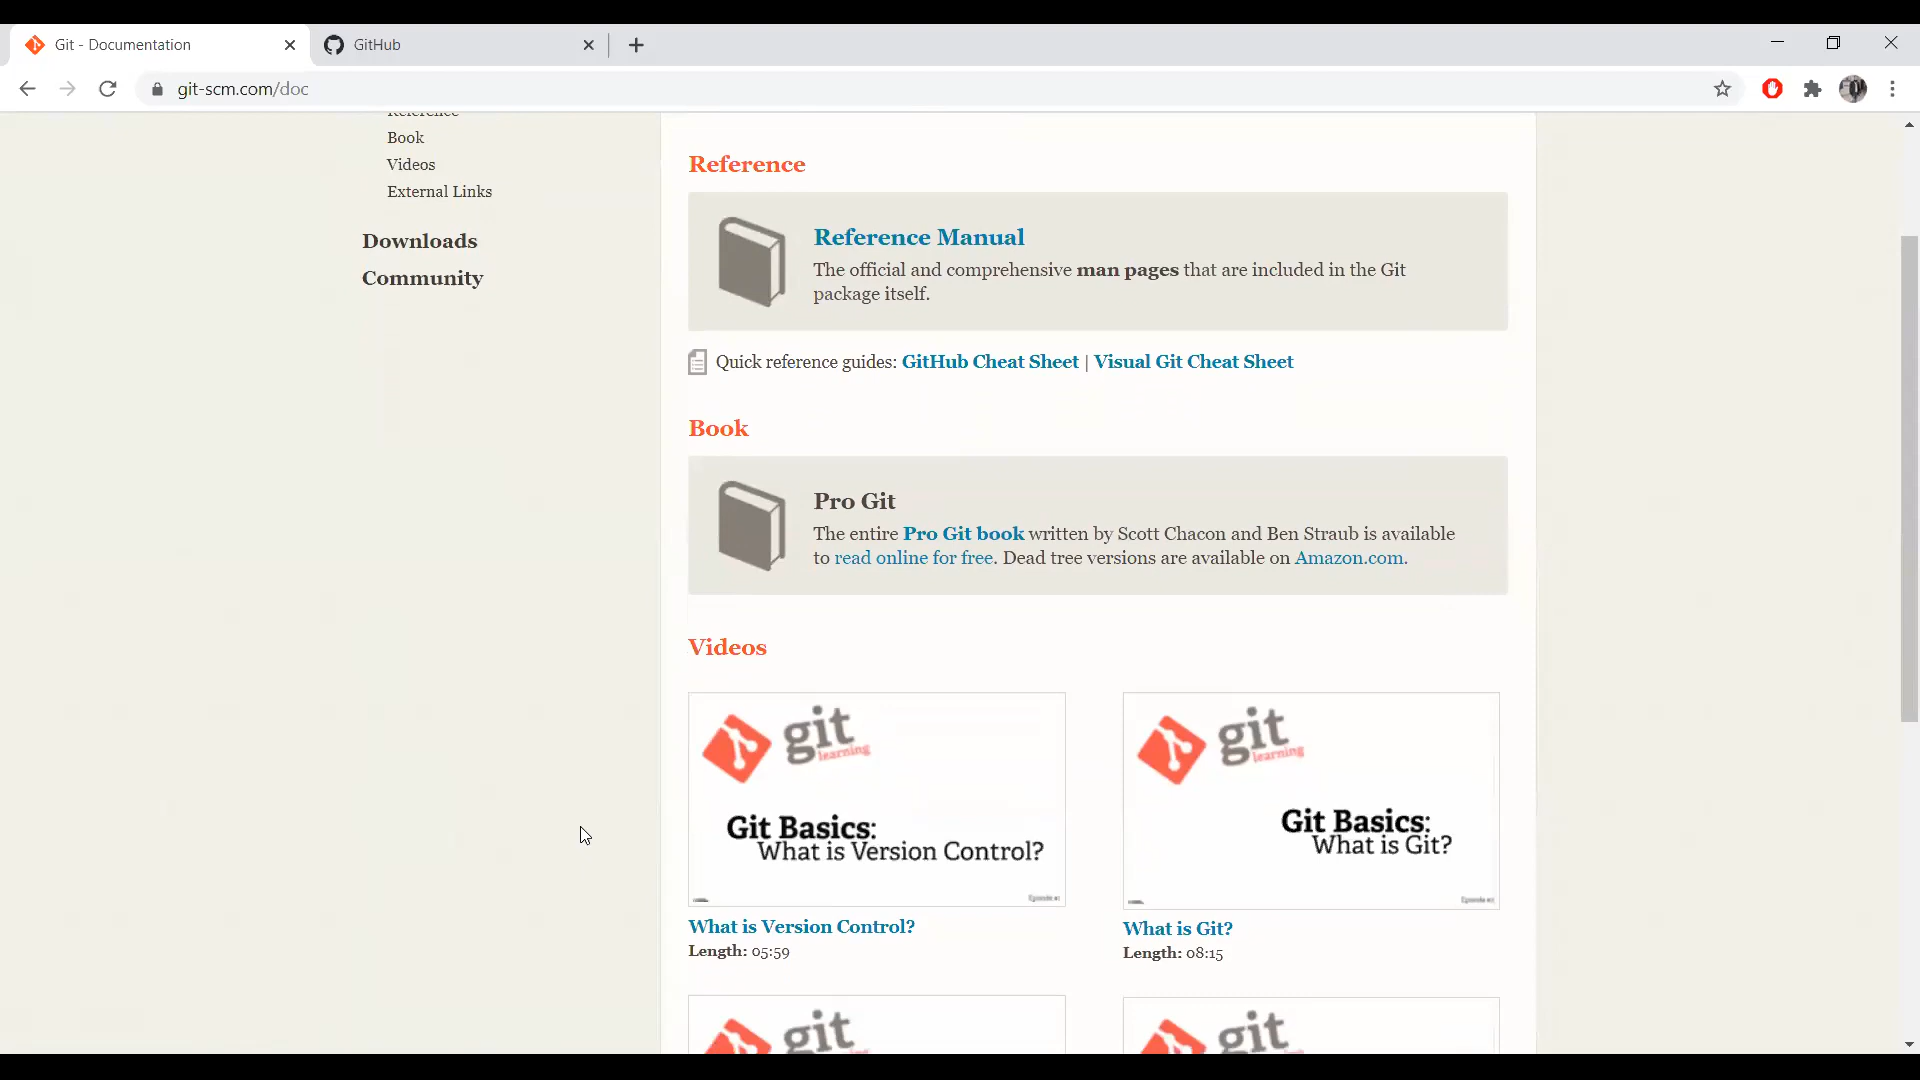 Git - Documentation
GitHub
git-scm.com/doc
Reference
Book
Videos
External Links
Downloads
Community
Reference
Reference Manual
The official and comprehensive man pages that are included in the Git
package itself.
Quick reference guides: GitHub Cheat Sheet | Visual Git Cheat Sheet
Book
Pro Git
The entire Pro Git book written by Scott Chacon and Ben Straub is available
to read online for free. Dead tree versions are available on Amazon.com.
Videos
git
learning
Git Basics:
What is Version Control?
What is Version Control?
Length: 05:59
git
learning
Git Basics:
What is Git?
What is Git?
Length: 08:15
git
git